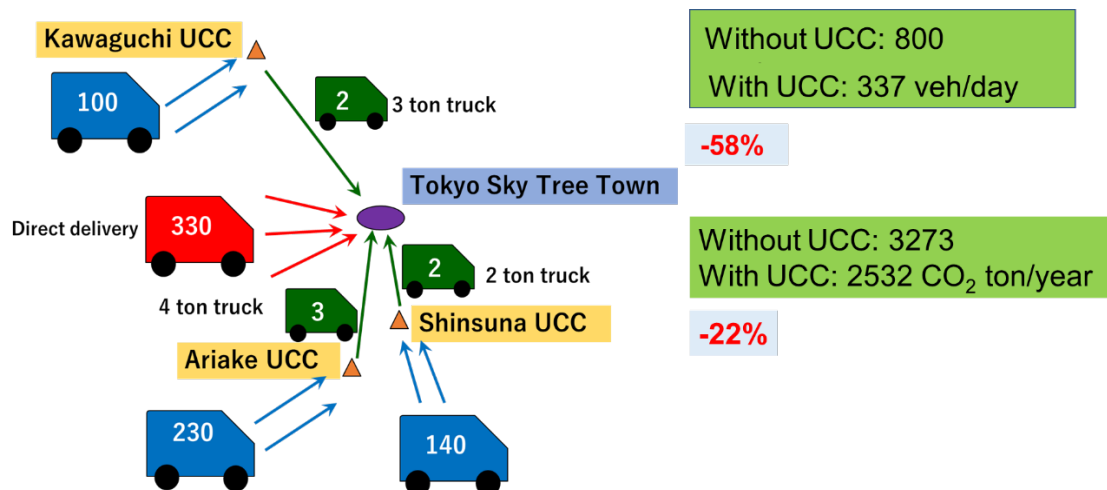 Kawaguchi UCC
100
2
3 ton truck
Tokyo Sky Tree Town
Direct delivery
330
2
2 ton truck
4 ton truck
3
Shinsuna UCC
Ariake UCC
230
140
Without UCC: 800
With UCC: 337 veh/day
-58%
Without UCC: 3273
With UCC: 2532 CO₂ ton/year
-22%